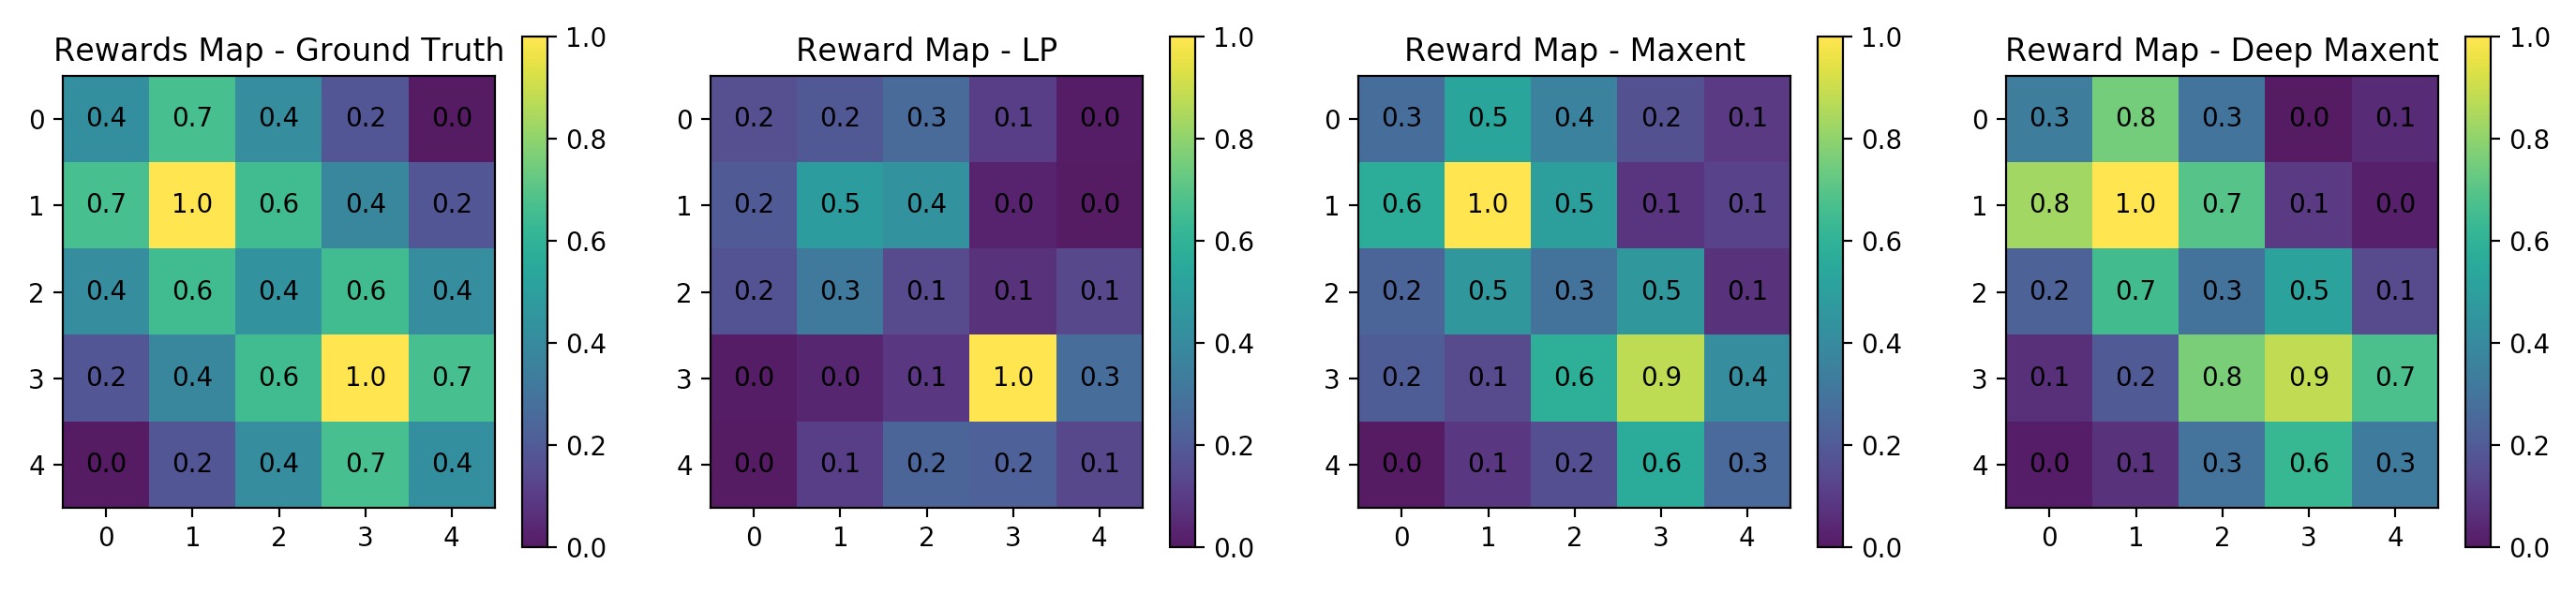 Rewards Map - Ground Truth
0 0.4 0.7 0.4 0.2 0.0
1 0.7 1.0 0.6 0.4 0.2
2 0.4 0.6 0.4 0.6 0.4
3 0.2 0.4 0.6 1.0 0.7
4 0.0 0.2 0.4 0.7 0.4
0 1 2 3 4
1.0
0.8
0.6
0.4
0.2
0.0
Reward Map - LP
0 0.2 0.2 0.3 0.1 0.0
1 0.2 0.5 0.4 0.0 0.0
2 0.2 0.3 0.1 0.1 0.1
3 0.0 0.0 0.1 1.0 0.3
4 0.0 0.1 0.2 0.2 0.1
0 1 2 3 4
1.0
0.8
0.6
0.4
0.2
0.0
Reward Map - Maxent
0 0.3 0.5 0.4 0.2 0.1
1 0.6 1.0 0.5 0.1 0.1
2 0.2 0.5 0.3 0.5 0.1
3 0.2 0.1 0.6 0.9 0.4
4 0.0 0.1 0.2 0.6 0.3
0 1 2 3 4
1.0
0.8
0.6
0.4
0.2
0.0
Reward Map - Deep Maxent
0 0.3 0.8 0.3 0.0 0.1
1 0.8 1.0 0.7 0.1 0.0
2 0.2 0.7 0.3 0.5 0.1
3 0.1 0.2 0.8 0.9 0.7
4 0.0 0.1 0.3 0.6 0.3
0 1 2 3 4
1.0
0.8
0.6
0.4
0.2
0.0